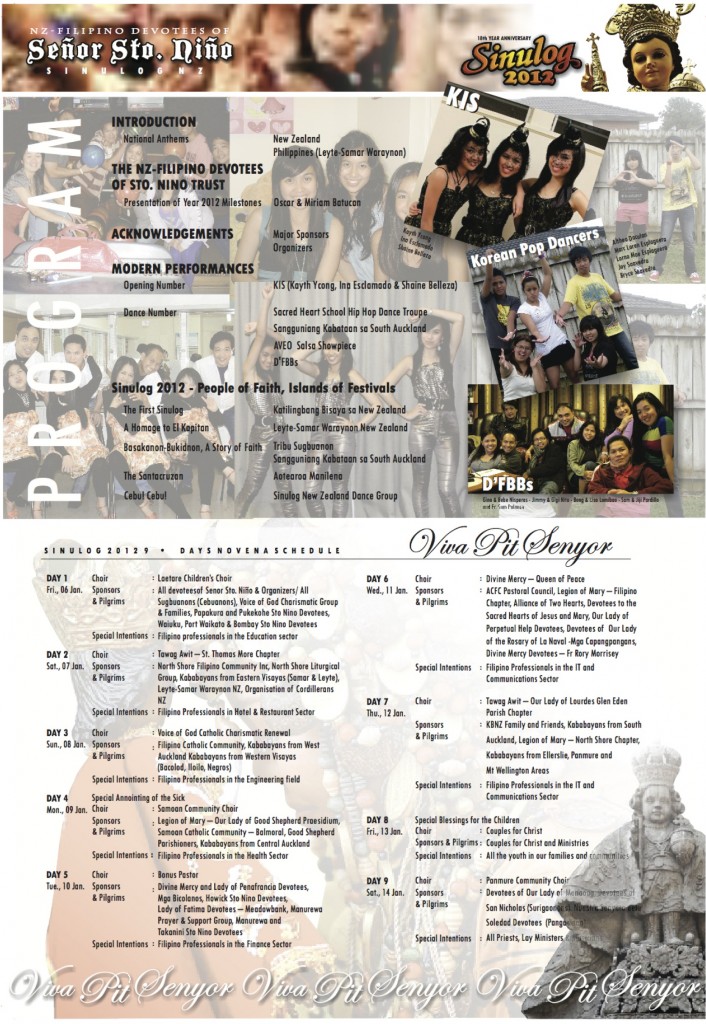 NZ-FILIPINO DEVOTEES OF
Señor Sto. Niño
SINULOGNZ
10th YEAR ANNIVERSARY
Sinulog
2012
PROGRAM
INTRODUCTION
National Anthems
New Zealand
Philippines (Leyte-Samar Waraynon)
THE NZ-FILIPINO DEVOTEES
OF STO. NINO TRUST
Presentation of Year 2012 Milestones
Oscar & Miriam Batucan
ACKNOWLEDGEMENTS
Major Sponsors
Organizers
MODERN PERFORMANCES
Opening Number
KIS (Kayth Ycong, Ina Esclamado & Shaine Belleza)
Dance Number
Sacred Heart School Hip Hop Dance Troupe
Sangguniang Kabataan sa South Auckland
AVEO Salsa Showpiece
D'FBBs
Sinulog 2012 - People of Faith, Islands of Festivals
The First Sinulog
Katilingbang Bisaya sa New Zealand
A Homage to El Kapitan
Leyte-Samar Waraynon New Zealand
Basakanon-Bukidnon, A Story of Faith
Tribu Sugbuanon
Sangguniang Kabataan sa South Auckland
The Santacruzan
Aotearoa Manilena
Cebu! Cebu!
Sinulog New Zealand Dance Group
KIS
Kayth Ycong
Ina Esclamado
Shaine Belleza
Korean Pop Dancers
Marc Loren Esplaguera
Lorna Mae Esplaguera
Joy Saavedra
Bryce Saavedra
D'FBBs
and Fr. Sam Palmua
SINULOG 2012 9 • DAYS NOVENA SCHEDULE
Viva Pit Senyor
DAY 1
Fri., 06 Jan.
Choir : Laetare Children's Choir
Sponsors : All devoteesof Senor Sto. Niño & Organizers/ All
& Pilgrims Sugbuanons (Cebuanons), Voice of God Charismatic Group
& Families, Papakura and Pukekohe Sto Nino Devotees,
Waiuku, Port Waikato & Bombay Sto Nino Devotees
Special Intentions : Filipino professionals in the Education sector
DAY 2
Sat., 07 Jan.
Choir : Tawag Awit – St. Thomas More Chapter
Sponsors : North Shore Filipino Community Inc, North Shore Liturgical
& Pilgrims Group, Kababayans from Eastern Visayas (Samar & Leyte),
Leyte-Samar Waraynon NZ, Organisation of Cordillerans
NZ
Special Intentions : Filipino Professionals in Hotel & Restaurant Sector
DAY 3
Sun., 08 Jan.
Choir : Voice of God Catholic Charismatic Renewal
Sponsors : Filipino Catholic Community, Kababayans from West
& Pilgrims Auckland Kababayans from Western Visayas
(Bacolod, Iloilo, Negros)
Special Intentions : Filipino Professionals in the Engineering field
DAY 4 Special Anointing of the Sick
Mon., 09 Jan. Choir : Samoan Community Choir
Sponsors : Legion of Mary – Our Lady of Good Shepherd Praesidium,
& Pilgrims Samoan Catholic Community – Balmoral, Good Shepherd
Parishioners, Kababayans from Central Auckland
Special Intentions : Filipino Professionals in the Health Sector
DAY 5
Tue., 10 Jan.
Choir : Bonus Pastor
Sponsors : Divine Mercy and Lady of Penafrancia Devotees,
& Pilgrims Mga Bicolanos, Howick Sto Nino Devotees,
Lady of Fatima Devotees – Meadowbank, Manurewa
Prayer & Support Group, Manurewa and
Takanini Sto Nino Devotees
Special Intentions : Filipino Professionals in the Finance Sector
DAY 6
Wed., 11 Jan.
Choir : Divine Mercy – Queen of Peace
Sponsors : ACFC Pastoral Council, Legion of Mary – Filipino
& Pilgrims Chapter, Alliance of Two Hearts, Devotees to the
Sacred Hearts of Jesus and Mary, Our Lady of
Perpetual Help Devotees, Devotees of Our Lady
of the Rosary of La Naval -Mga Capangpangans,
Divine Mercy Devotees – Fr Rory Morrisey
Special Intentions : Filipino Professionals in the IT and
Communications Sector
DAY 7
Thu., 12 Jan.
Choir : Tawag Awit – Our Lady of Lourdes Glen Eden
Parish Chapter
Sponsors : KBNZ Family and Friends, Kababayans from South
& Pilgrims Auckland, Legion of Mary – North Shore Chapter,
Kababayans from Ellerslie, Panmure and
Mt Wellington Areas
Special Intentions : Filipino Professionals in the IT and
Communications Sector
DAY 8 Special Blessings for the Children
Fri., 13 Jan. Choir : Couples for Christ
Sponsors & Pilgrims : Couples for Christ and Ministries
Special Intentions : All the youth in our families and communities
DAY 9
Sat., 14 Jan.
Choir : Panmure Community Choir
Sponsors : Devotees of Our Lady of
& Pilgrims San Nicholas
Soledad Devotees
Special Intentions : All Priests, Lay Ministers
Viva Pit Senyor Viva Pit Senyor Viva Pit Senyor